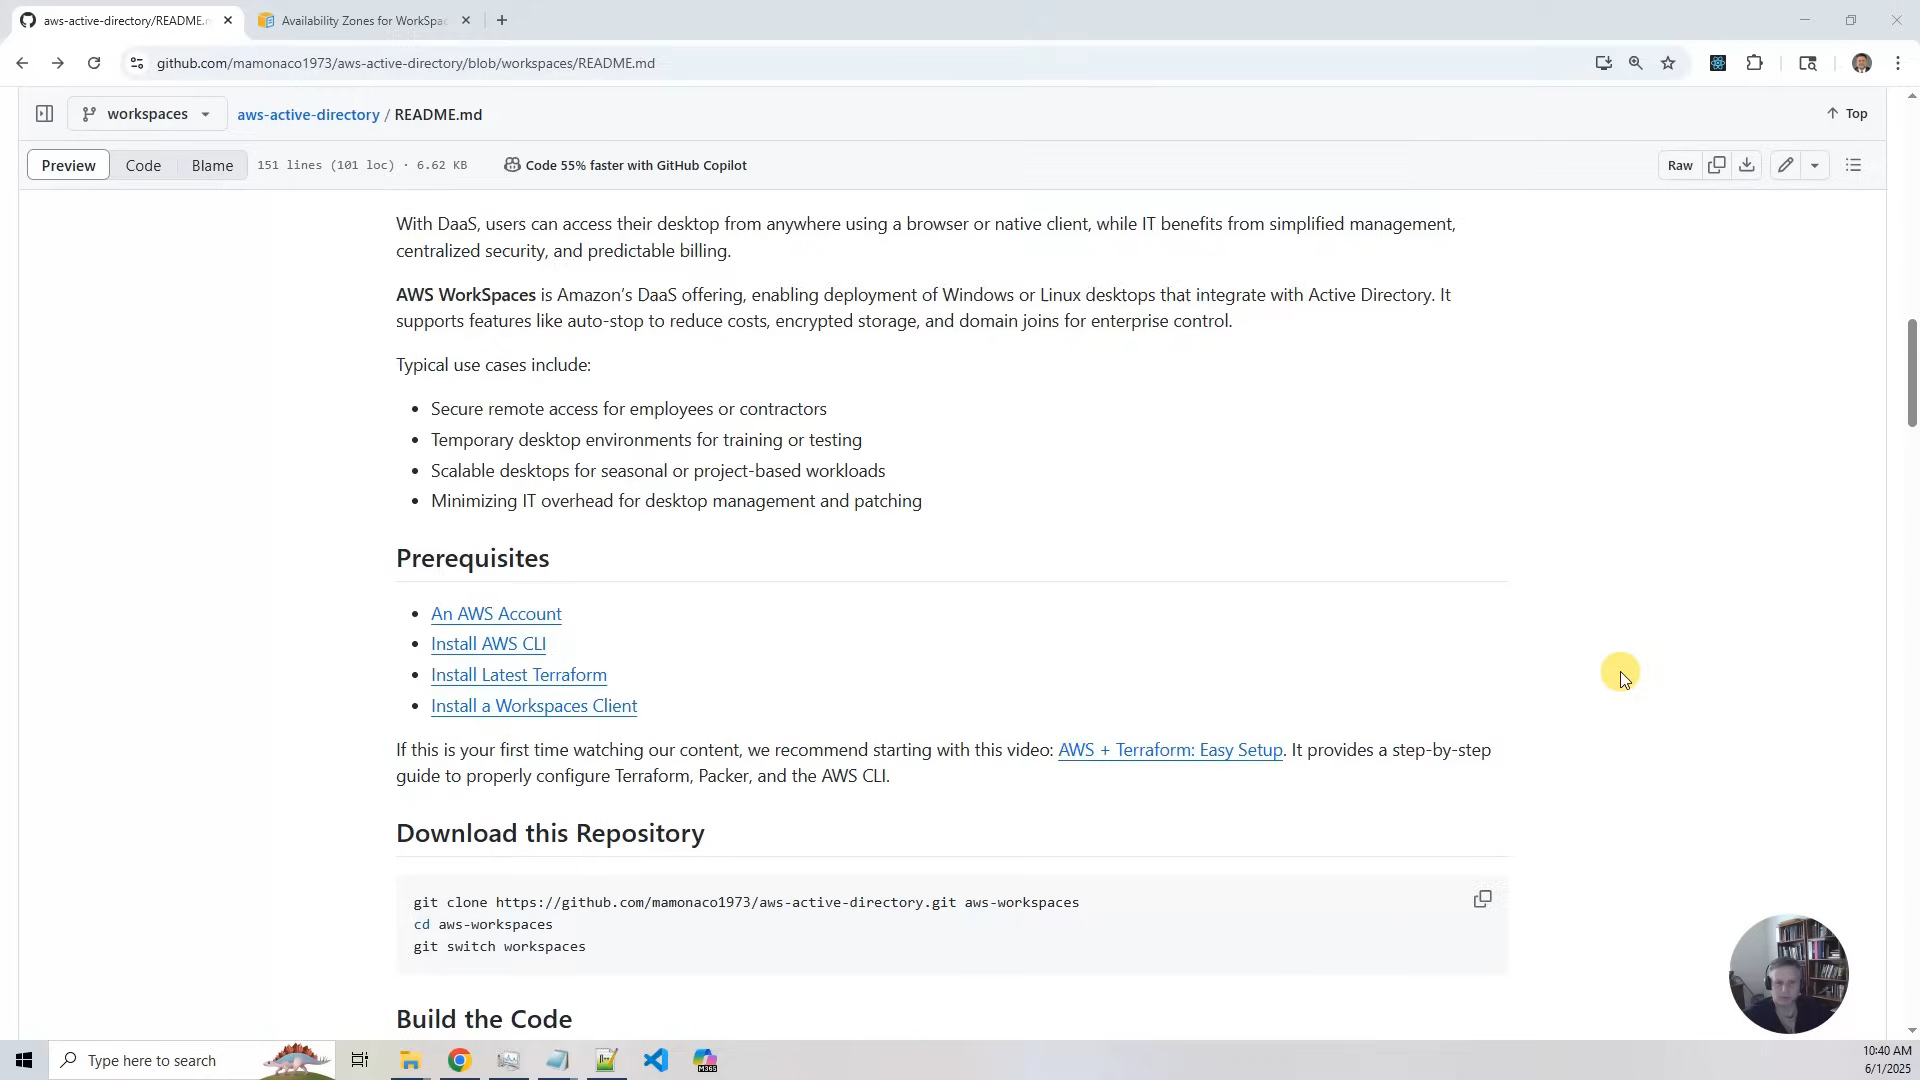 aws-active-directory/README.m
Availability Zones for WorkSpac
github.com/mamonaco1973/aws-active-directory/blob/workspaces/README.md
workspaces
aws-active-directory / README.md
Top
Preview
Code
Blame
151 lines (101 loc) · 6.62 KB
Code 55% faster with GitHub Copilot
Raw
With DaaS, users can access their desktop from anywhere using a browser or native client, while IT benefits from simplified management,
centralized security, and predictable billing.
AWS WorkSpaces is Amazon’s DaaS offering, enabling deployment of Windows or Linux desktops that integrate with Active Directory. It
supports features like auto-stop to reduce costs, encrypted storage, and domain joins for enterprise control.
Typical use cases include:
• Secure remote access for employees or contractors
• Temporary desktop environments for training or testing
• Scalable desktops for seasonal or project-based workloads
• Minimizing IT overhead for desktop management and patching
Prerequisites
• An AWS Account
• Install AWS CLI
• Install Latest Terraform
• Install a Workspaces Client
If this is your first time watching our content, we recommend starting with this video: AWS + Terraform: Easy Setup. It provides a step-by-step
guide to properly configure Terraform, Packer, and the AWS CLI.
Download this Repository
git clone https://github.com/mamonaco1973/aws-active-directory.git aws-workspaces
cd aws-workspaces
git switch workspaces
Build the Code
Type here to search
M365
10:40 AM
6/1/2025